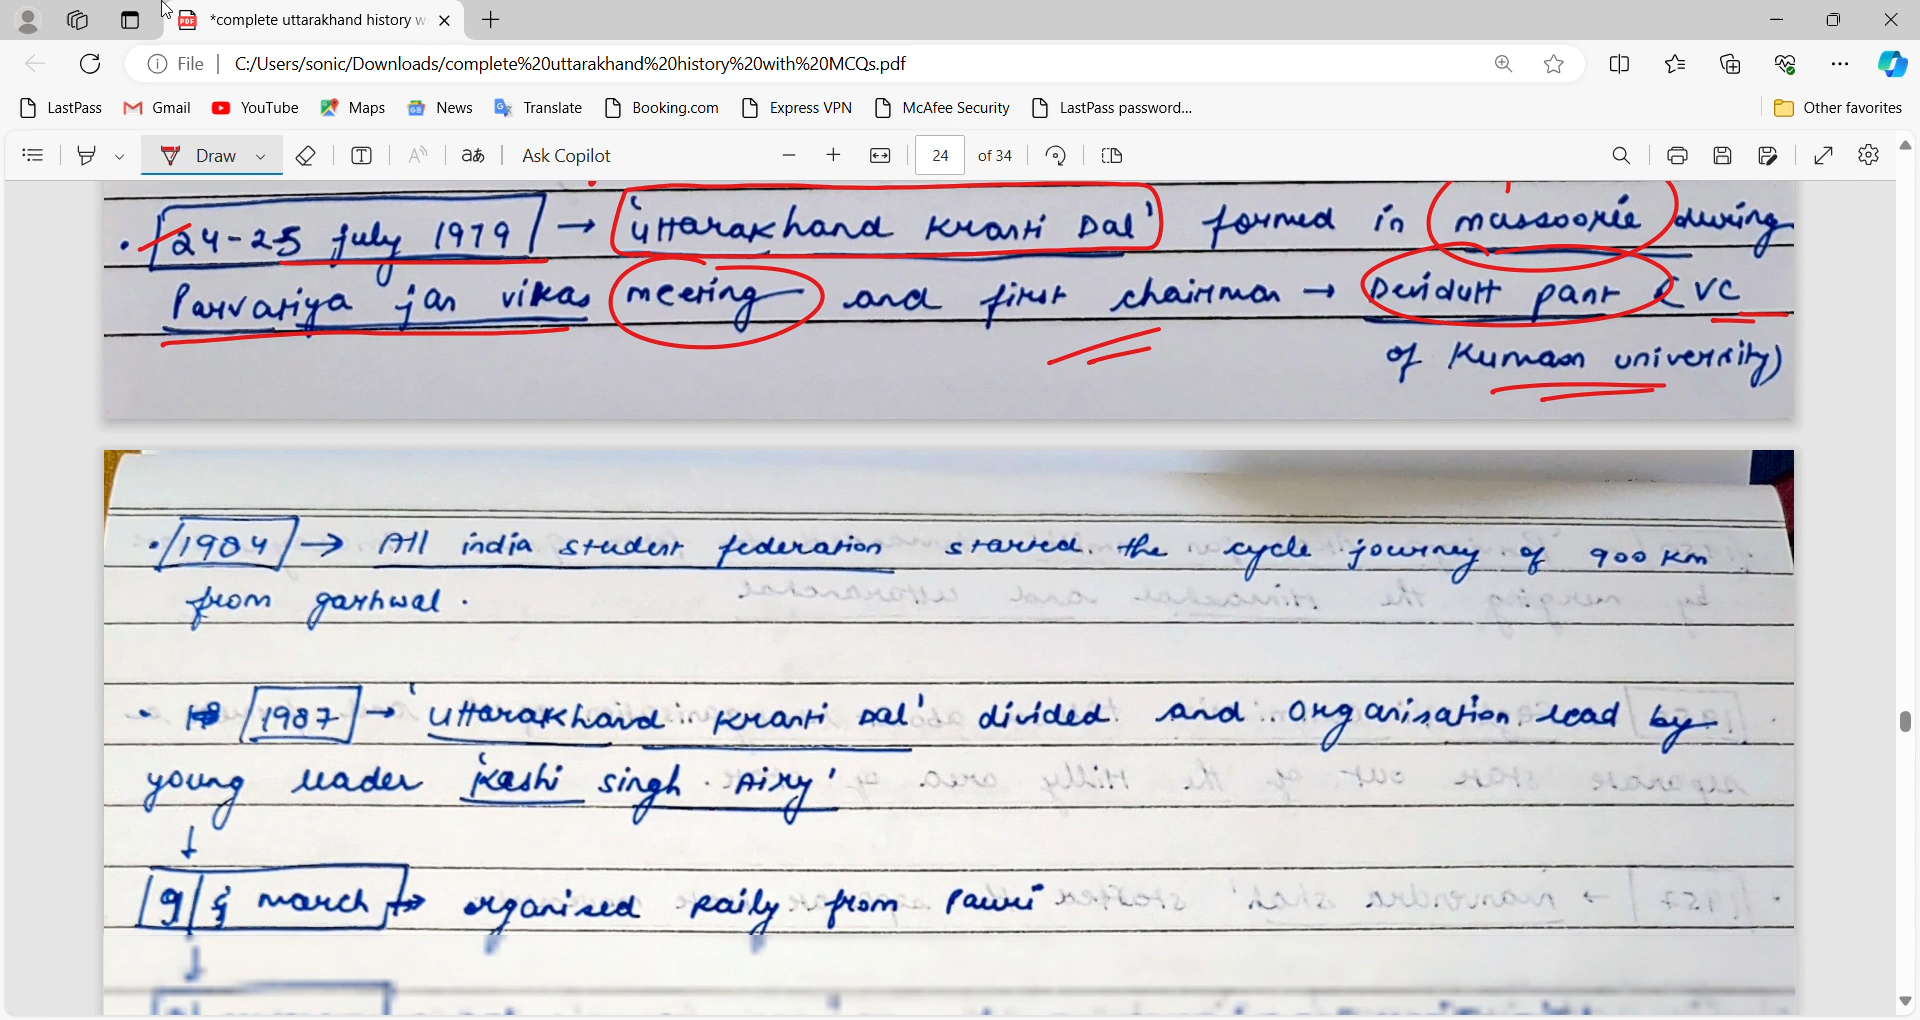 *complete uttarakhand history w
File
C:/Users/sonic/Downloads/complete%20uttarakhand%20history%20with%20MCQs.pdf
LastPass
Gmail
YouTube
Maps
News
Translate
Booking.com
Express VPN
McAfee Security
LastPass password...
Other favorites
Draw
Ask Copilot
24
of 34
. 24-25 july 1979 → 'uttarakhand kranti Dal' formed in mussoorie during
Parvatiya jan vikas meeting and first chairman → Devidutt pant (VC
of Kumaon university)
. 1984 → All india student federation started the cycle journey of 900 km
from garhwal .
. 1987 → 'uttarakhand kranti dal' divided and organisation lead by
young leader 'kashi singh Airy'
↓
9 march → organised rally from Pauri
↓